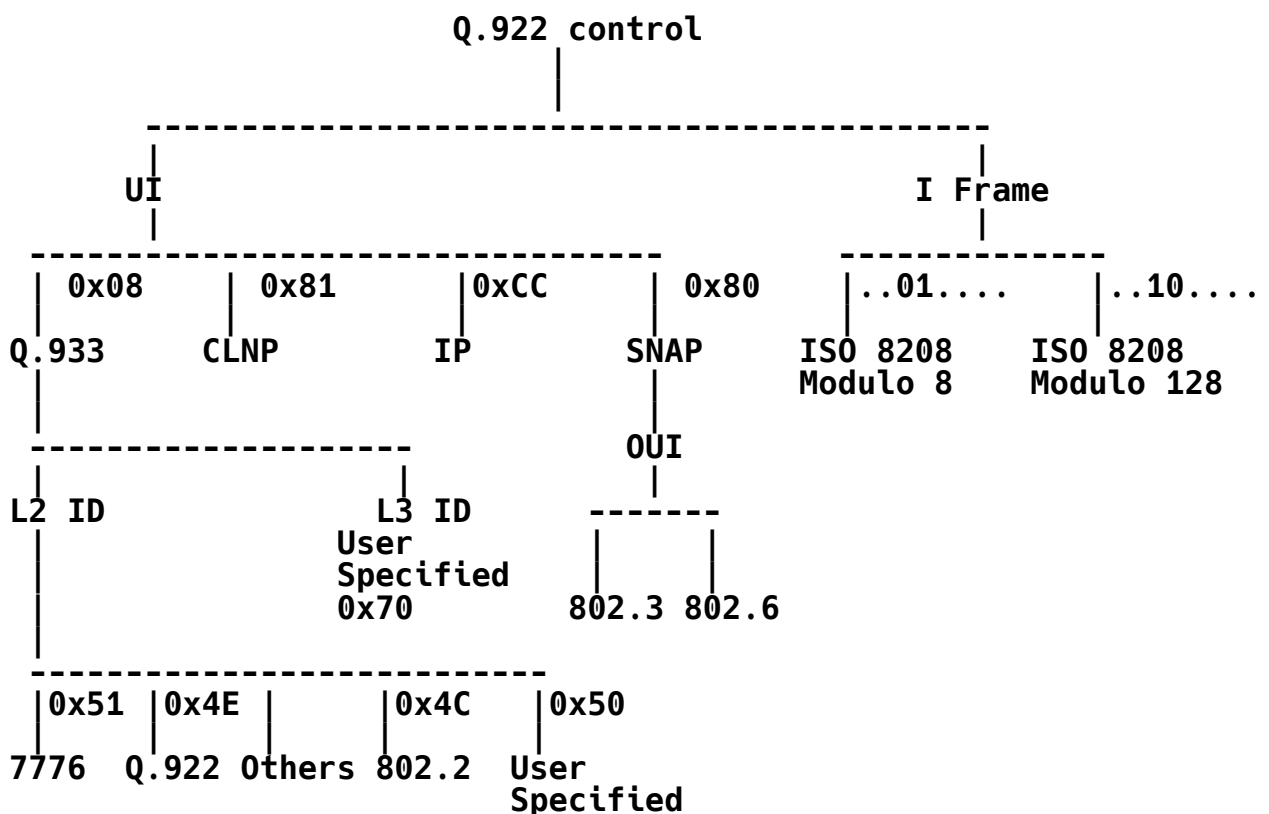 Q.922 control
UI I Frame
0x08 0x81 0xCC 0x80 ..01.... ..10....
Q.933 CLNP IP SNAP ISO 8208 ISO 8208
Modulo 8 Modulo 128
OUI
L2 ID L3 ID
User
Specified
0x70 802.3 802.6
0x51 0x4E 0x4C 0x50
7776 Q.922 Others 802.2 User
Specified